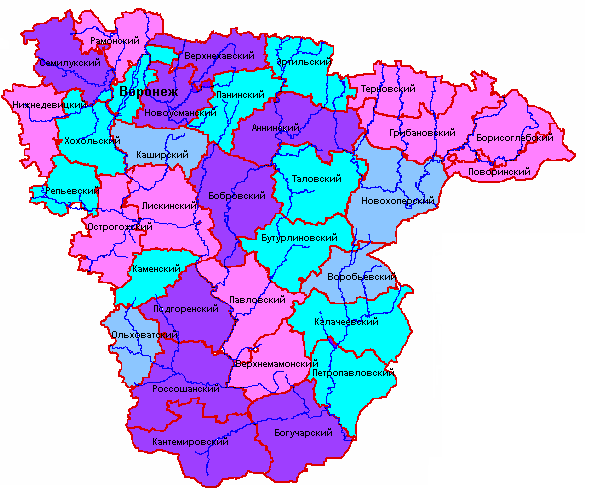 Рамонский
Семилукский
Верхнехавский
Эртильский
Воронеж
Терновский
Панинский
Нижнедевицкий
Новоусманский
Аннинский
Грибановский
Борисоглебский
Хохольский
Каширский
Поворинский
Таловский
Репьевский
Бобровский
Новохоперский
Лискинский
Острогожский
Бутурлиновский
Каменский
Воробьевский
Павловский
Подгоренский
Калачеевский
Ольховатский
Верхнемамонский
Петропавловский
Россошанский
Богучарский
Кантемировский